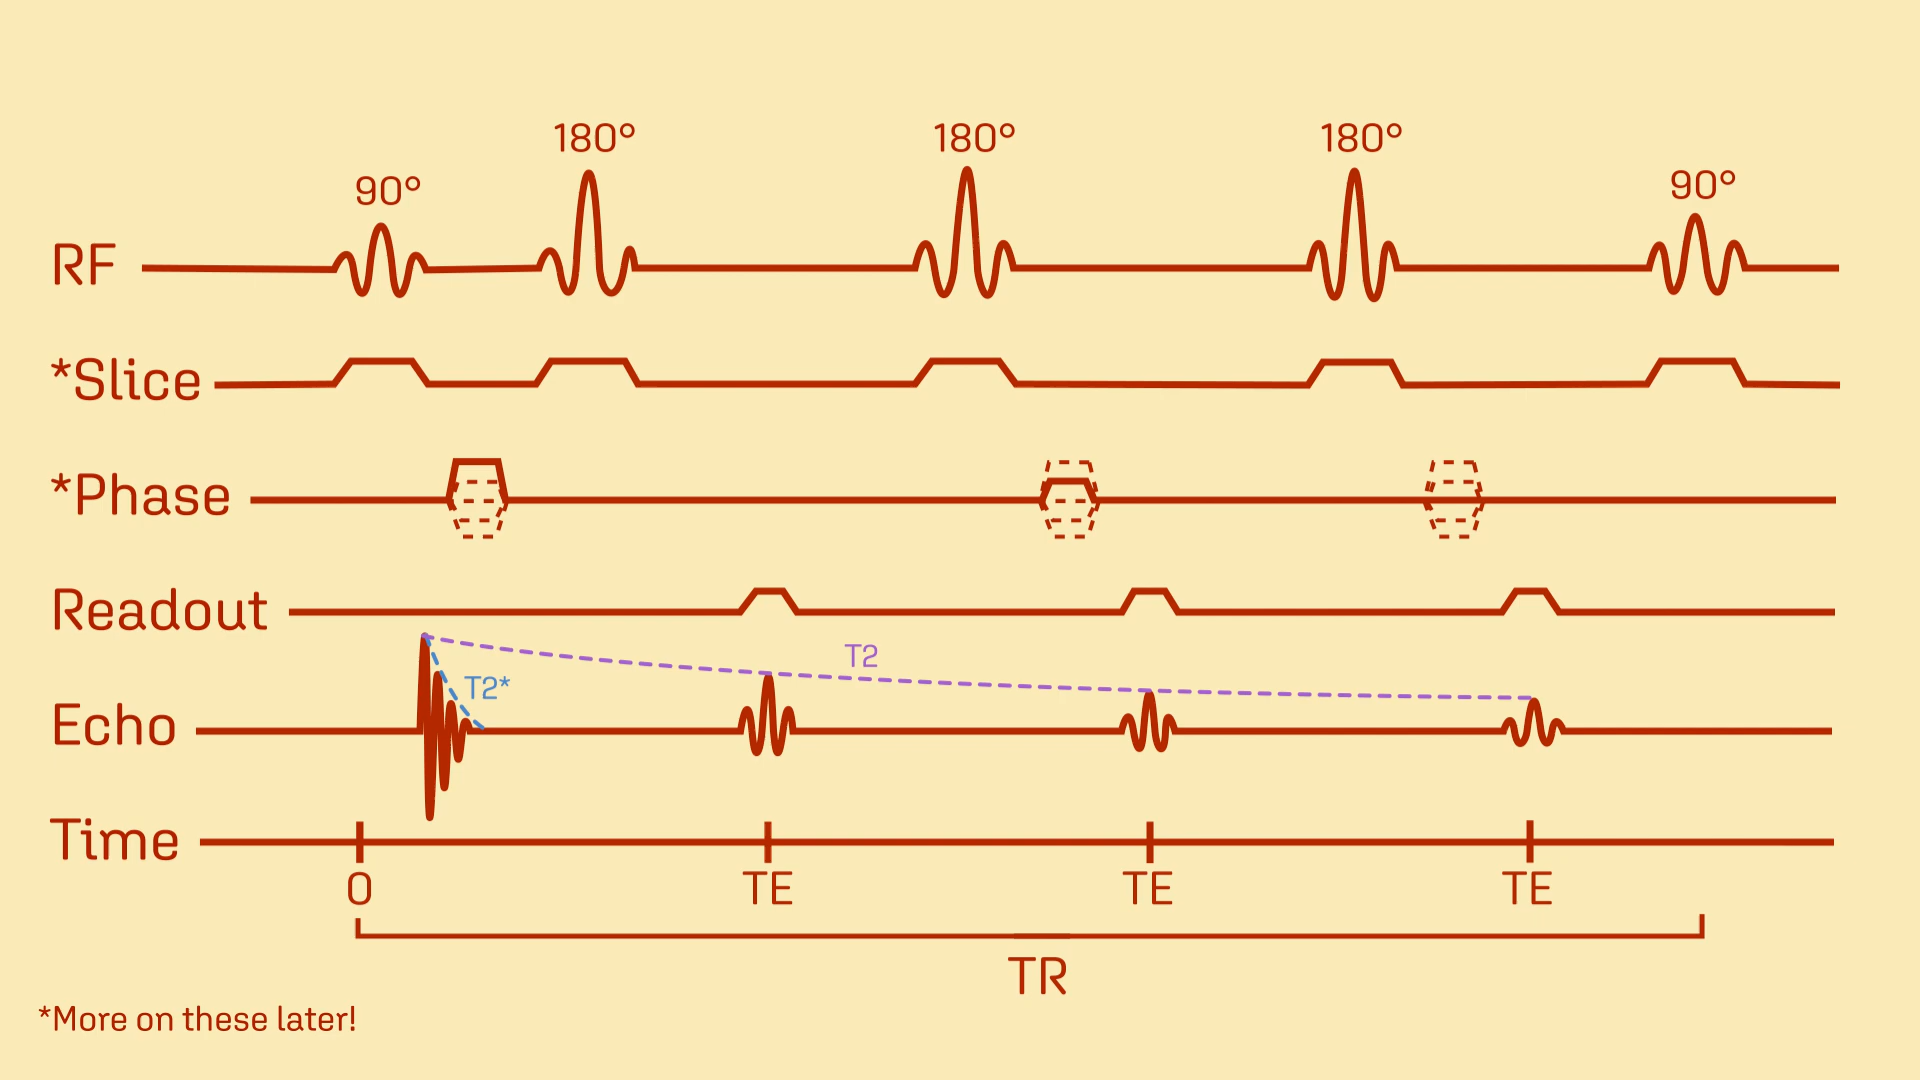 180° 180° 180°
90° 90°
RF
*Slice
*Phase
Readout
T2
T2*
Echo
Time
0 TE TE TE
TR
*More on these later!